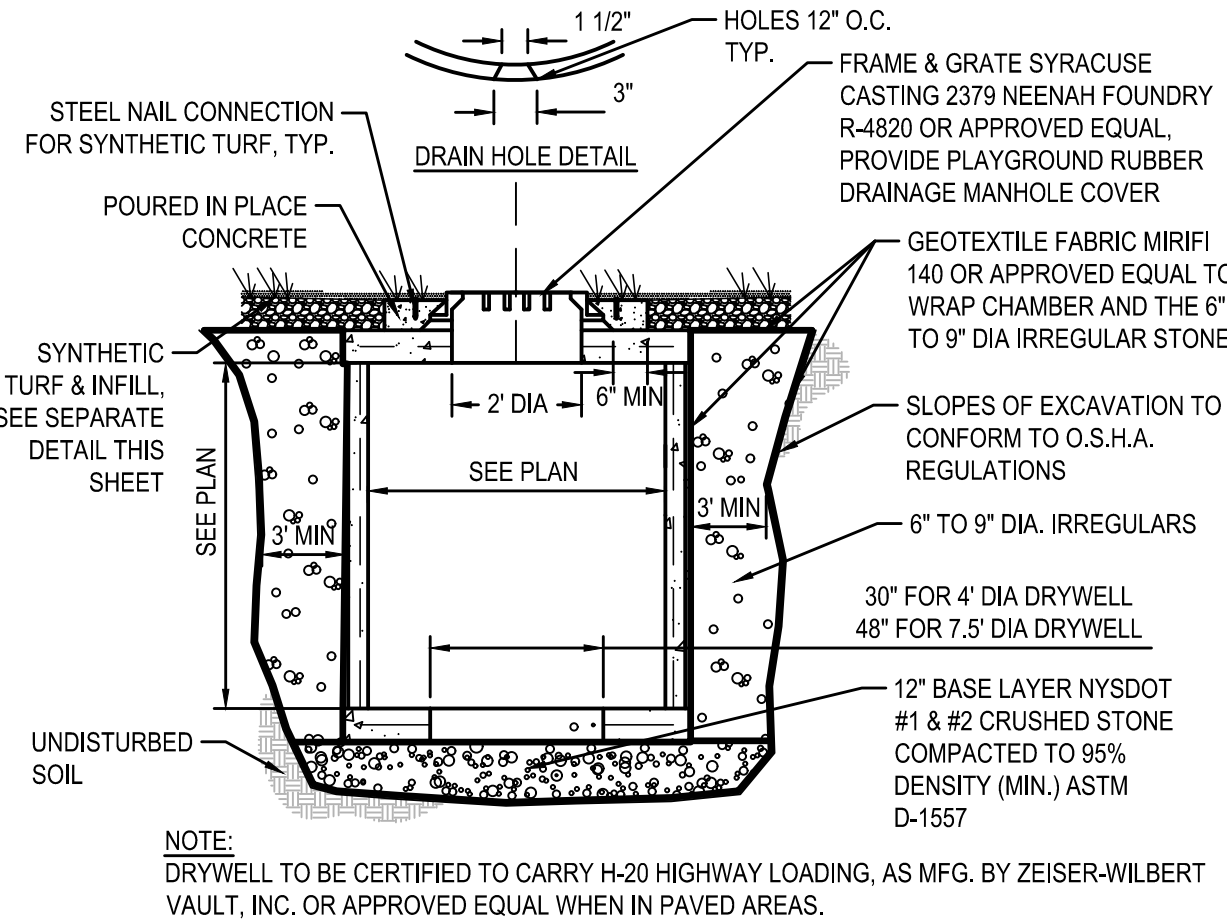 1 1/2"
HOLES 12" O.C.
TYP.
3"
DRAIN HOLE DETAIL
FRAME & GRATE SYRACUSE
CASTING 2379 NEENAH FOUNDRY
R-4820 OR APPROVED EQUAL,
PROVIDE PLAYGROUND RUBBER
DRAINAGE MANHOLE COVER
STEEL NAIL CONNECTION
FOR SYNTHETIC TURF, TYP.
POURED IN PLACE
CONCRETE
GEOTEXTILE FABRIC MIRIFI
140 OR APPROVED EQUAL TO
WRAP CHAMBER AND THE 6"
TO 9" DIA IRREGULAR STONE
SYNTHETIC
TURF & INFILL,
SEE SEPARATE
DETAIL THIS
SHEET
2' DIA
6" MIN
SLOPES OF EXCAVATION TO
CONFORM TO O.S.H.A.
REGULATIONS
SEE PLAN
SEE PLAN
3' MIN
3' MIN
6" TO 9" DIA. IRREGULARS
30" FOR 4' DIA DRYWELL
48" FOR 7.5' DIA DRYWELL
12" BASE LAYER NYSDOT
#1 & #2 CRUSHED STONE
COMPACTED TO 95%
DENSITY (MIN.) ASTM
D-1557
UNDISTURBED
SOIL
NOTE:
DRYWELL TO BE CERTIFIED TO CARRY H-20 HIGHWAY LOADING, AS MFG. BY ZEISER-WILBERT
VAULT, INC. OR APPROVED EQUAL WHEN IN PAVED AREAS.